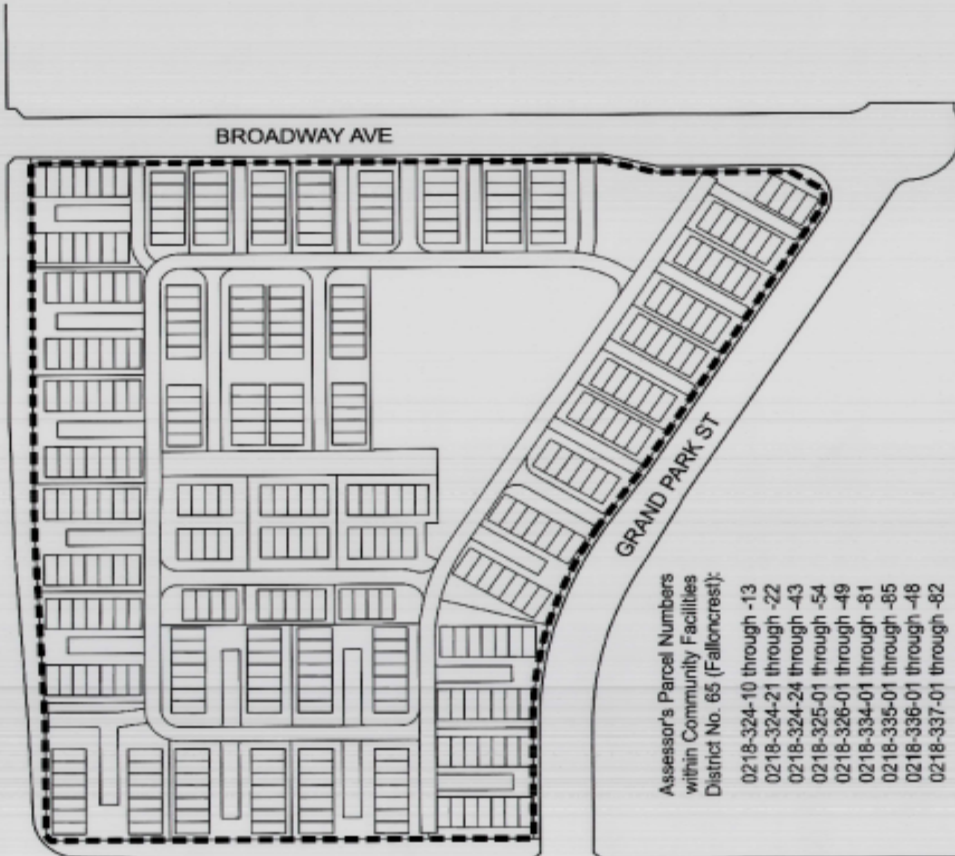 BROADWAY AVE
GRAND PARK ST
Assessor's Parcel Numbers
within Community Facilities
District No. 65 (Falloncrest):
0218-324-10 through -13
0218-324-21 through -22
0218-324-24 through -43
0218-325-01 through -54
0218-326-01 through -49
0218-334-01 through -81
0218-335-01 through -85
0218-336-01 through -48
0218-337-01 through -82